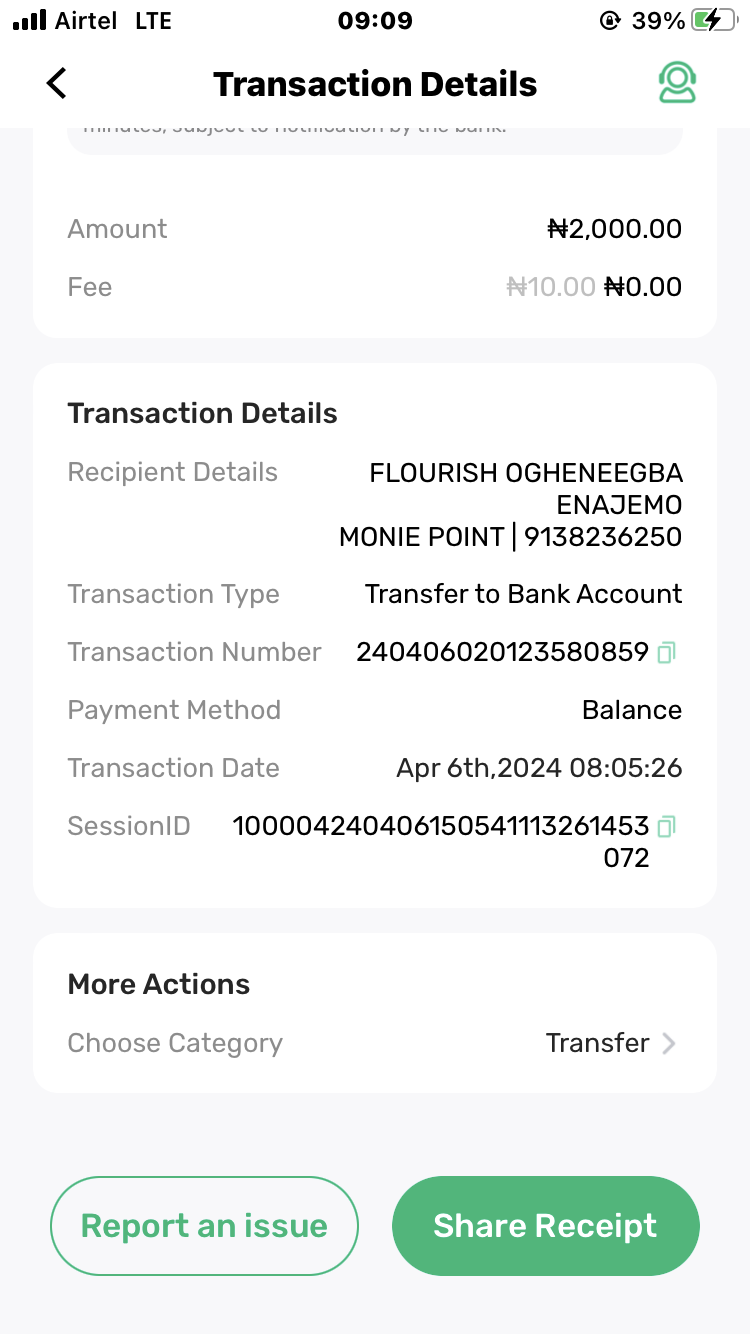 Airtel LTE 09:09 39%
Transaction Details
minutes, subject to notification by the bank.
Amount ₦2,000.00
Fee ₦10.00 ₦0.00
Transaction Details
Recipient Details FLOURISH OGHENEEGBA
ENAJEMO
MONIE POINT | 9138236250
Transaction Type Transfer to Bank Account
Transaction Number 240406020123580859
Payment Method Balance
Transaction Date Apr 6th,2024 08:05:26
SessionID 100004240406150541113261453
072
More Actions
Choose Category Transfer
Report an issue Share Receipt